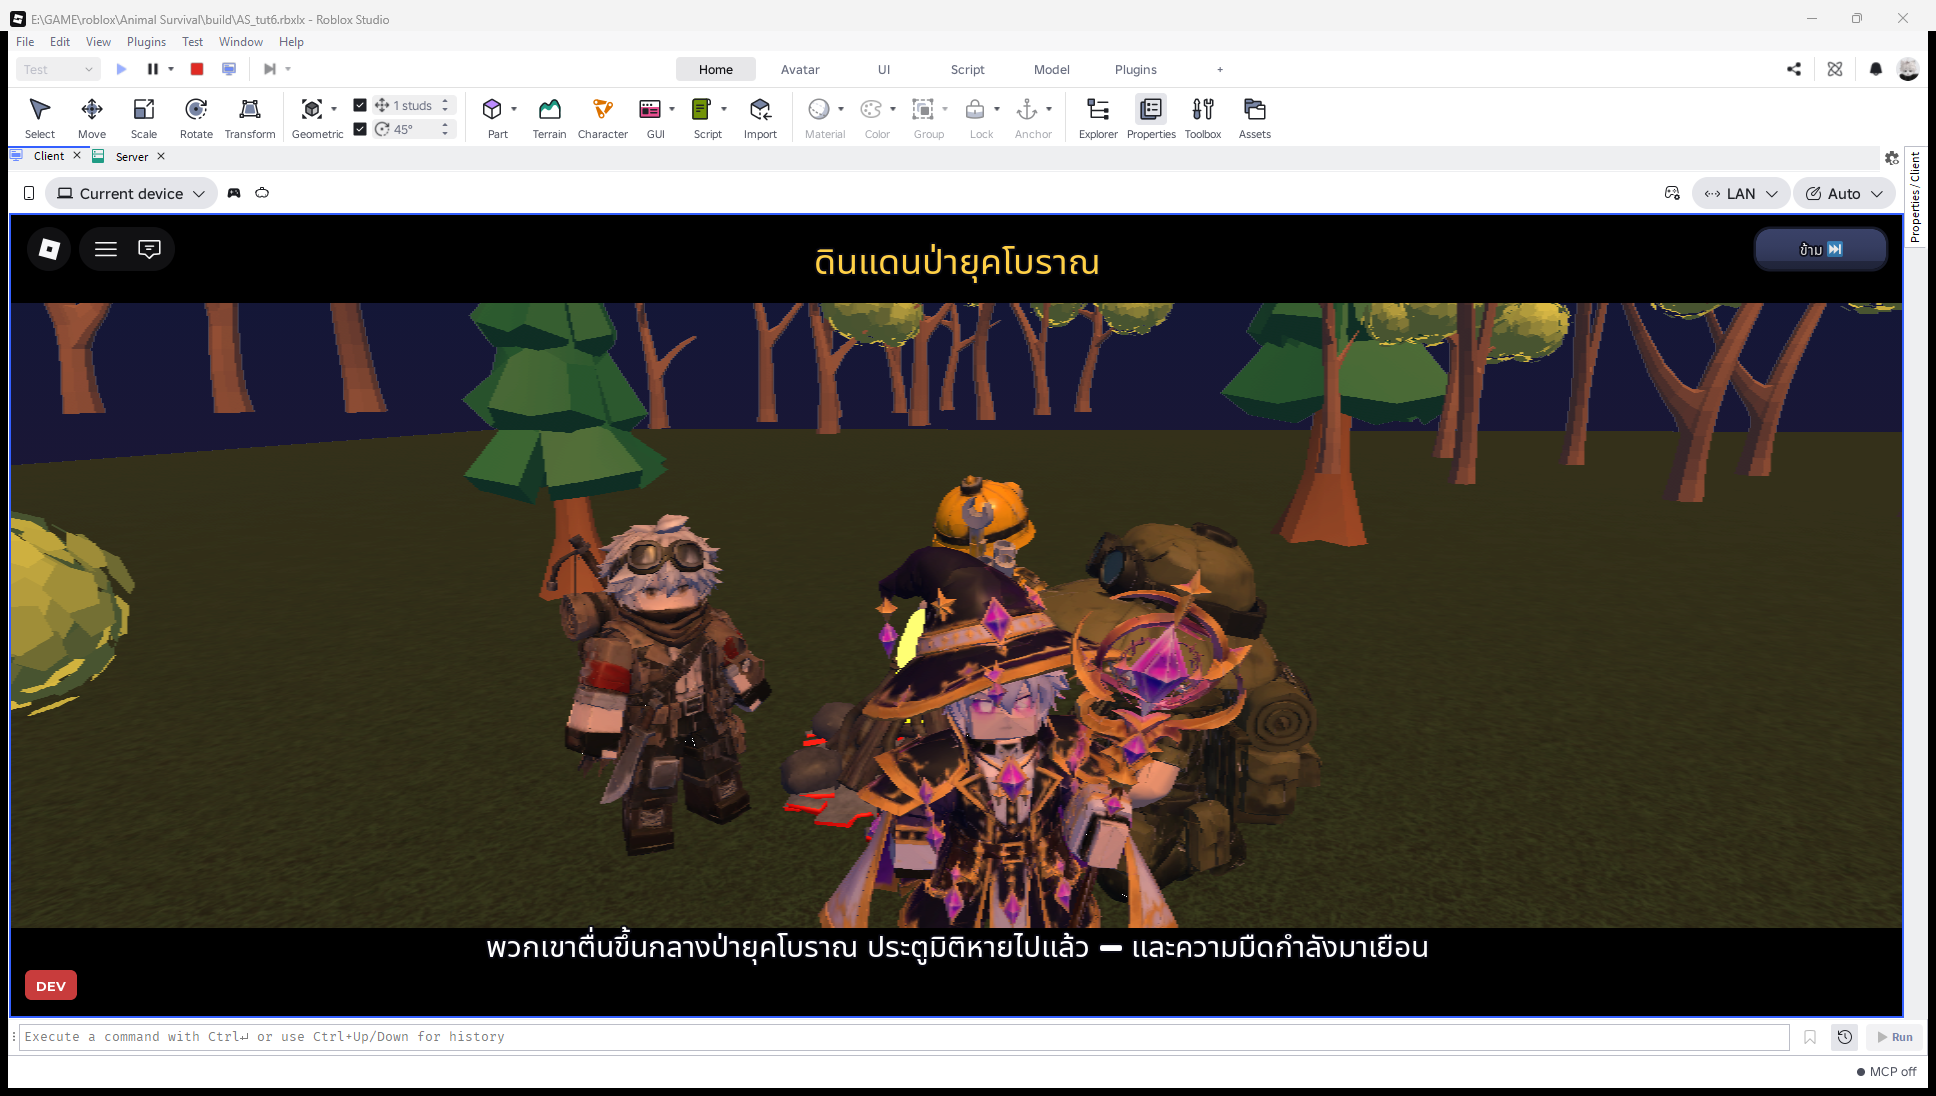 E:\GAME\roblox\Animal Survival\build\AS_tut6.rbxlx - Roblox Studio
File Edit View Plugins Test Window Help
Test
Home Avatar UI Script Model Plugins +
1 studs
45°
Select Move Scale Rotate Transform Geometric Part Terrain Character GUI Script Import Material Color Group Lock Anchor Explorer Properties Toolbox Assets
Client Server
Properties / Client
Current device
LAN Auto
ดินแดนป่ายุคโบราณ
ข้าม
พวกเขาตื่นขึ้นกลางป่ายุคโบราณ ประตูมิติหายไปแล้ว — และความมืดกำลังมาเยือน
DEV
Execute a command with Ctrl↵ or use Ctrl+Up/Down for history
Run
MCP off